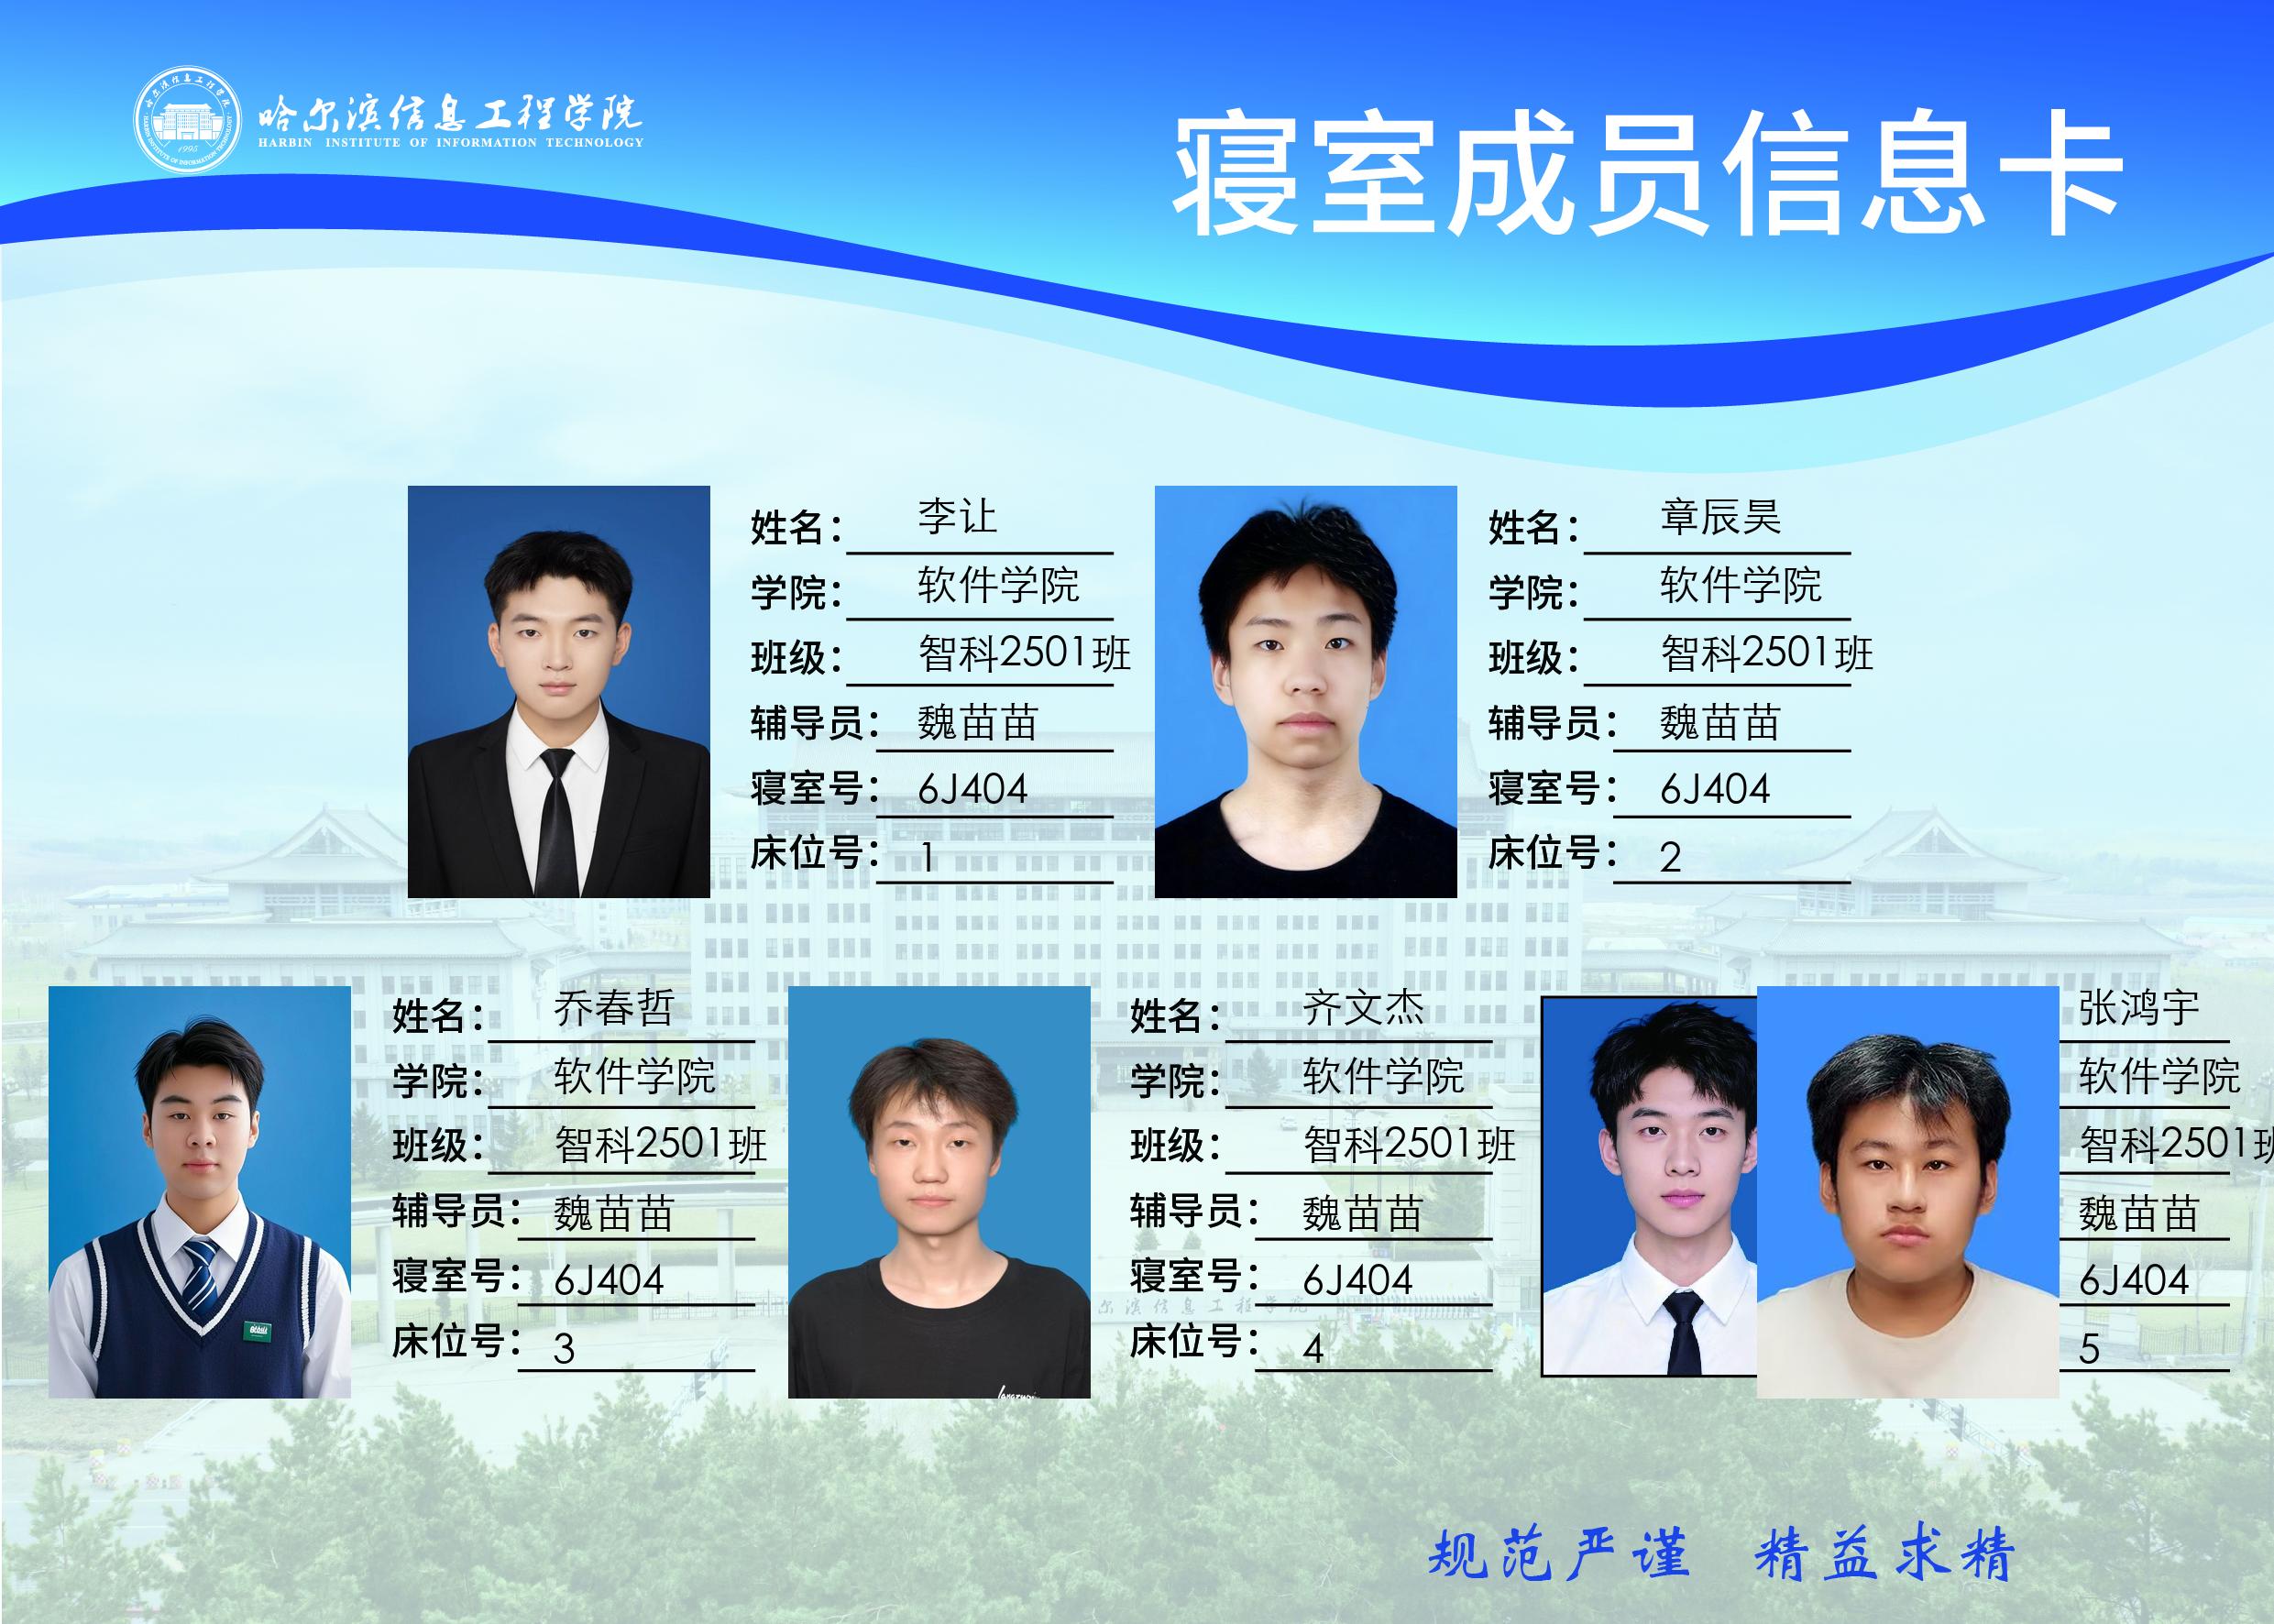 哈尔滨信息工程学院
HARBIN INSTITUTE OF INFORMATION TECHNOLOGY
1995
寝室成员信息卡
姓名： 李让
学院： 软件学院
班级： 智科2501班
辅导员： 魏苗苗
寝室号： 6J404
床位号： 1
姓名： 章辰昊
学院： 软件学院
班级： 智科2501班
辅导员： 魏苗苗
寝室号： 6J404
床位号： 2
姓名： 乔春哲
学院： 软件学院
班级： 智科2501班
辅导员： 魏苗苗
寝室号： 6J404
床位号： 3
姓名： 齐文杰
学院： 软件学院
班级： 智科2501班
辅导员： 魏苗苗
寝室号： 6J404
床位号： 4
张鸿宇
软件学院
智科2501班
魏苗苗
6J404
5
规范严谨 精益求精